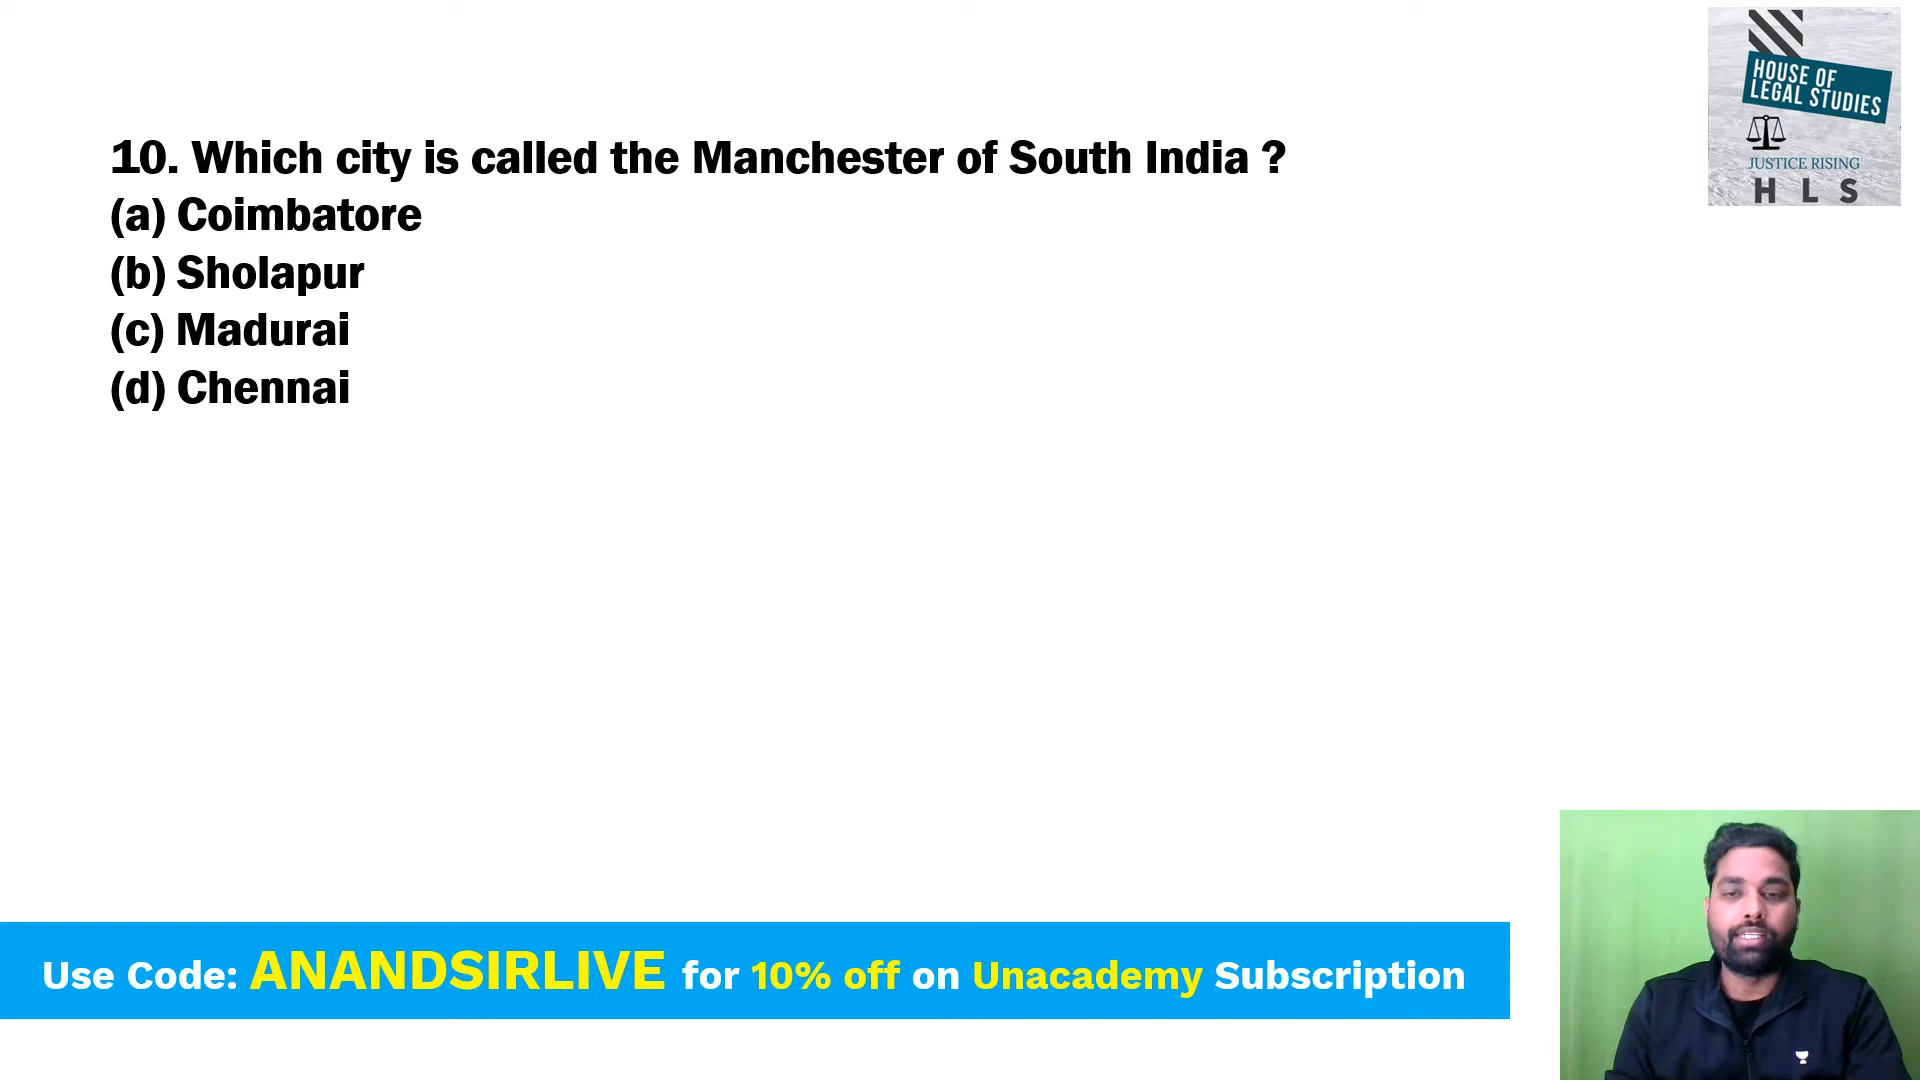 HOUSE OF
LEGAL STUDIES
JUSTICE RISING
H L S
10. Which city is called the Manchester of South India ?
(a) Coimbatore
(b) Sholapur
(c) Madurai
(d) Chennai
Use Code: ANANDSIRLIVE for 10% off on Unacademy Subscription